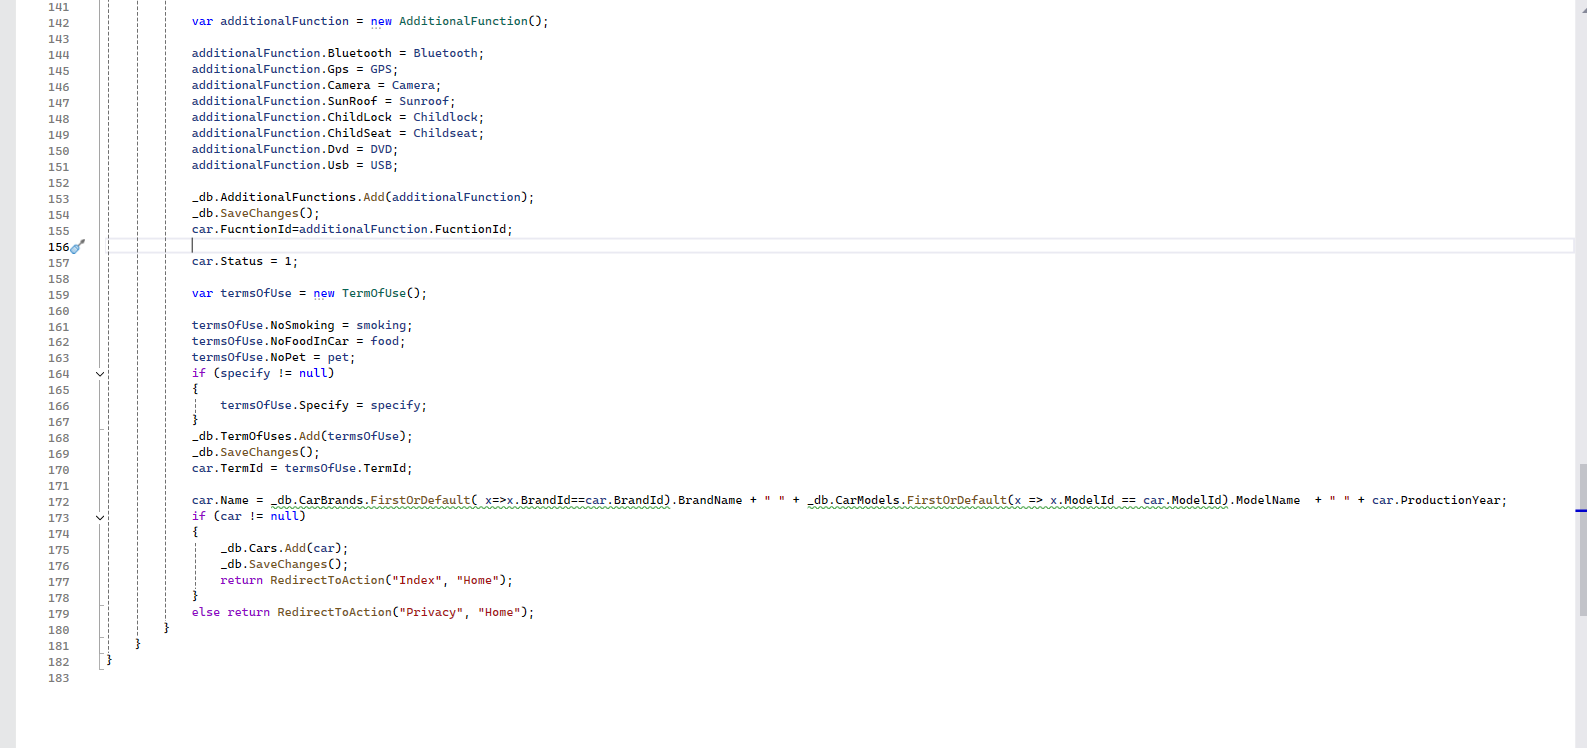 141
142 var additionalFunction = new AdditionalFunction();
143
144 additionalFunction.Bluetooth = Bluetooth;
145 additionalFunction.Gps = GPS;
146 additionalFunction.Camera = Camera;
147 additionalFunction.SunRoof = Sunroof;
148 additionalFunction.ChildLock = Childlock;
149 additionalFunction.ChildSeat = Childseat;
150 additionalFunction.Dvd = DVD;
151 additionalFunction.Usb = USB;
152
153 _db.AdditionalFunctions.Add(additionalFunction);
154 _db.SaveChanges();
155 car.FucntionId=additionalFunction.FucntionId;
156
157 car.Status = 1;
158
159 var termsOfUse = new TermOfUse();
160
161 termsOfUse.NoSmoking = smoking;
162 termsOfUse.NoFoodInCar = food;
163 termsOfUse.NoPet = pet;
164 if (specify != null)
165 {
166 termsOfUse.Specify = specify;
167 }
168 _db.TermOfUses.Add(termsOfUse);
169 _db.SaveChanges();
170 car.TermId = termsOfUse.TermId;
171
172 car.Name = _db.CarBrands.FirstOrDefault( x=>x.BrandId==car.BrandId).BrandName + " " + _db.CarModels.FirstOrDefault(x => x.ModelId == car.ModelId).ModelName  + " " + car.ProductionYear;
173 if (car != null)
174 {
175 _db.Cars.Add(car);
176 _db.SaveChanges();
177 return RedirectToAction("Index", "Home");
178 }
179 else return RedirectToAction("Privacy", "Home");
180 }
181 }
182 }
183